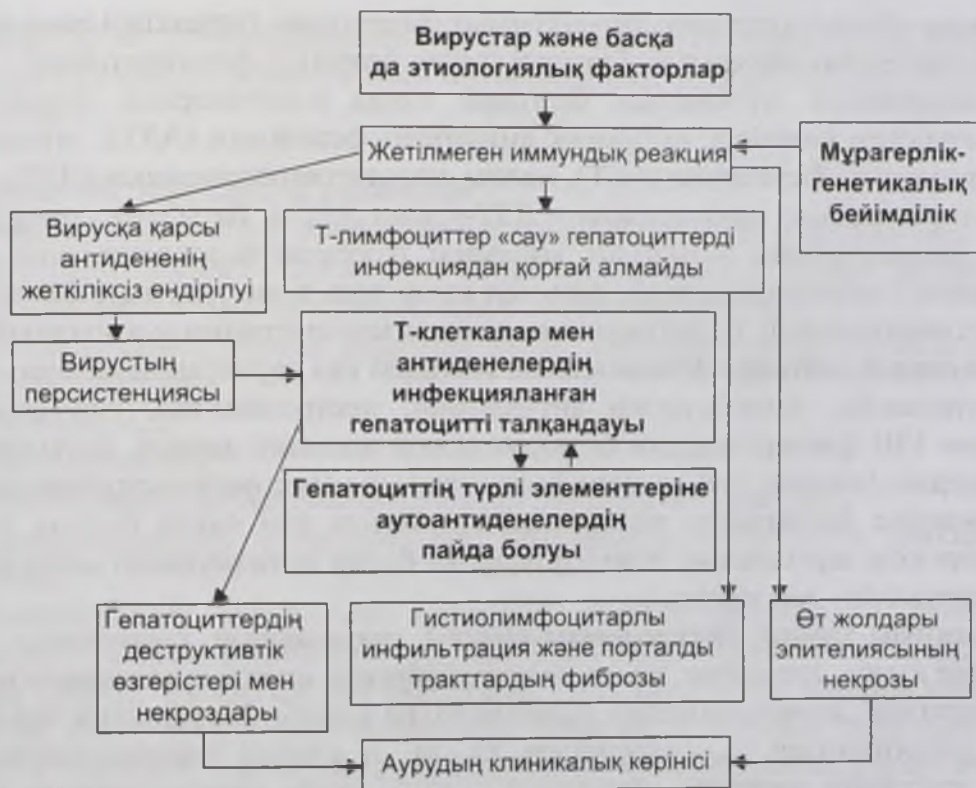 Вирустар және басқа
да этиологиялық факторлар
Жетілмеген иммундық реакция
Мұрагерлік-
генетикалық
бейімділік
Вирусқа қарсы
антидененің
жеткіліксіз өндірілуі
Т-лимфоциттер «сау» гепатоциттерді
инфекциядан қорғай алмайды
Вирустың
персистенциясы
Т-клеткалар мен
антиденелердің
инфекцияланған
гепатоцитті талқандауы
Гепатоциттің түрлі элементтеріне
аутоантиденелердің
пайда болуы
Гепатоциттердің
деструктивтік
өзгерістері мен
некроздары
Гистиолимфоцитарлы
инфильтрация және порталды
тракттардың фиброзы
Өт жолдары
эпителиясының
некрозы
Аурудың клиникалық көрінісі